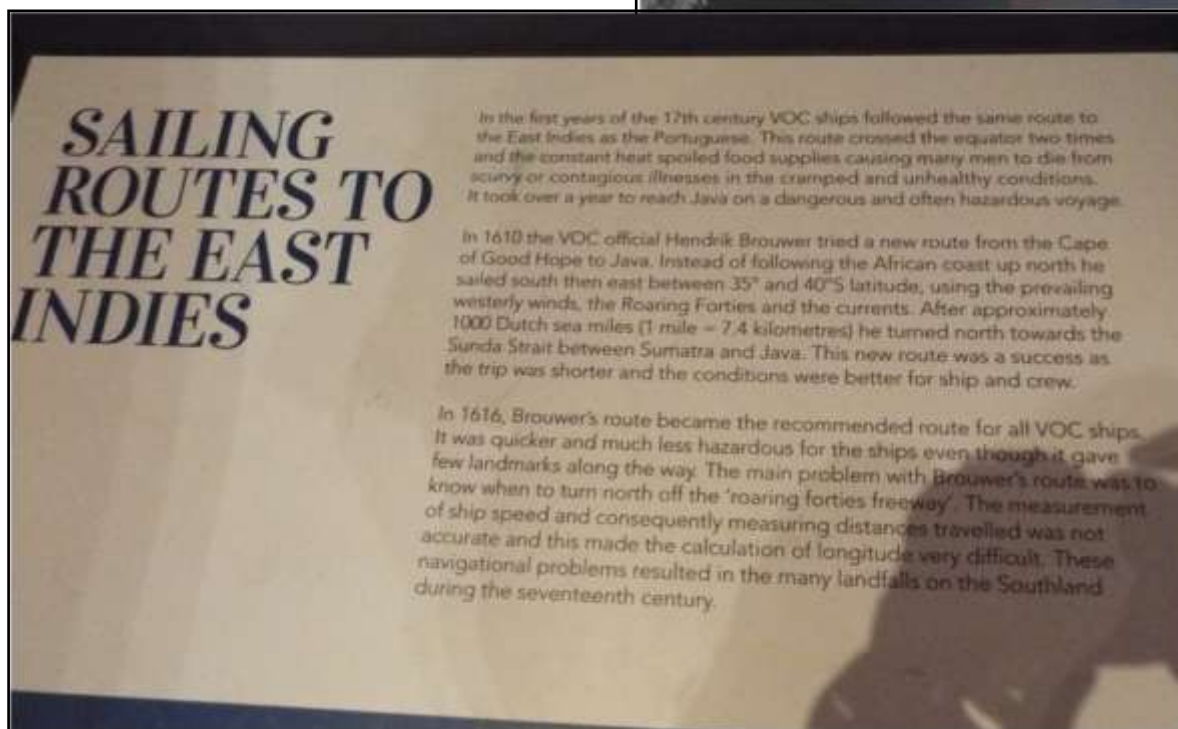 SAILING
ROUTES TO
THE EAST
INDIES
In the first years of the 17th century VOC ships followed the same route to
the East Indies as the Portuguese. This route crossed the equator two times
and the constant heat spoiled food supplies causing many men to die from
scurvy or contagious illnesses in the cramped and unhealthy conditions.
It took over a year to reach Java on a dangerous and often hazardous voyage.
In 1610 the VOC official Hendrik Brouwer tried a new route from the Cape
of Good Hope to Java. Instead of following the African coast up north he
sailed south then east between 35° and 40°S latitude, using the prevailing
westerly winds, the Roaring Forties and the currents. After approximately
1000 Dutch sea miles (1 mile – 7.4 kilometres) he turned north towards the
Sunda Strait between Sumatra and Java. This new route was a success as
the trip was shorter and the conditions were better for ship and crew.
In 1616, Brouwer's route became the recommended route for all VOC ships.
It was quicker and much less hazardous for the ships even though it gave
few landmarks along the way. The main problem with Brouwer's route was to
know when to turn north off the 'roaring forties freeway'. The measurement
of ship speed and consequently measuring distances travelled was not
accurate and this made the calculation of longitude very difficult. These
navigational problems resulted in the many landfalls on the Southland
during the seventeenth century.